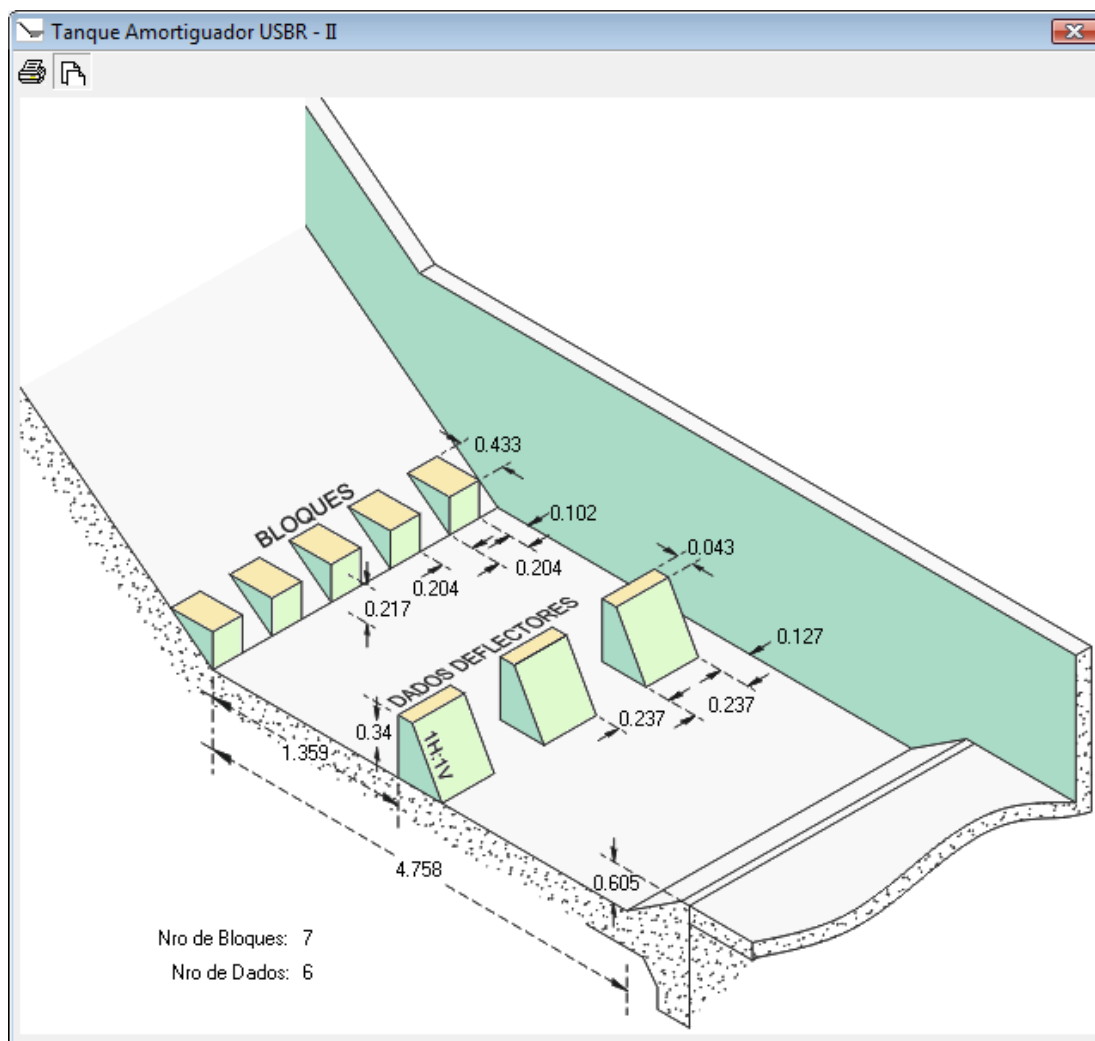 Tanque Amortiguador USBR - II
0.433
BLOQUES
0.102
0.204
0.204
0.217
0.043
DADOS DEFLECTORES
0.127
0.237
0.237
0.34
1H:1V
1.359
4.758
0.605
Nro de Bloques: 7
Nro de Dados: 6